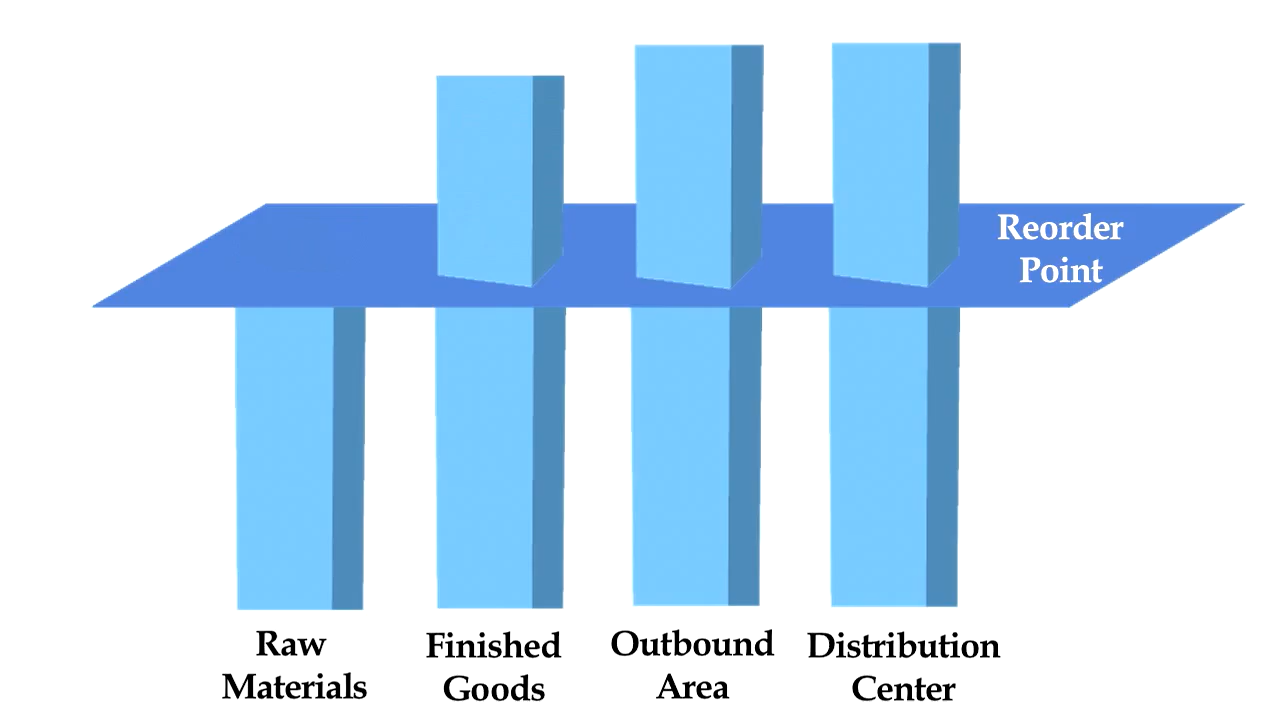 Reorder
Point
Raw
Materials
Finished
Goods
Outbound
Area
Distribution
Center